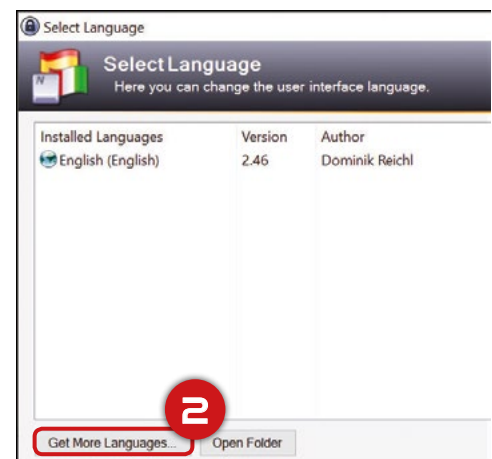 Select Language
Select Language
Here you can change the user interface language.
Installed Languages Version Author
English (English) 2.46 Dominik Reichl
2
Get More Languages... Open Folder
N